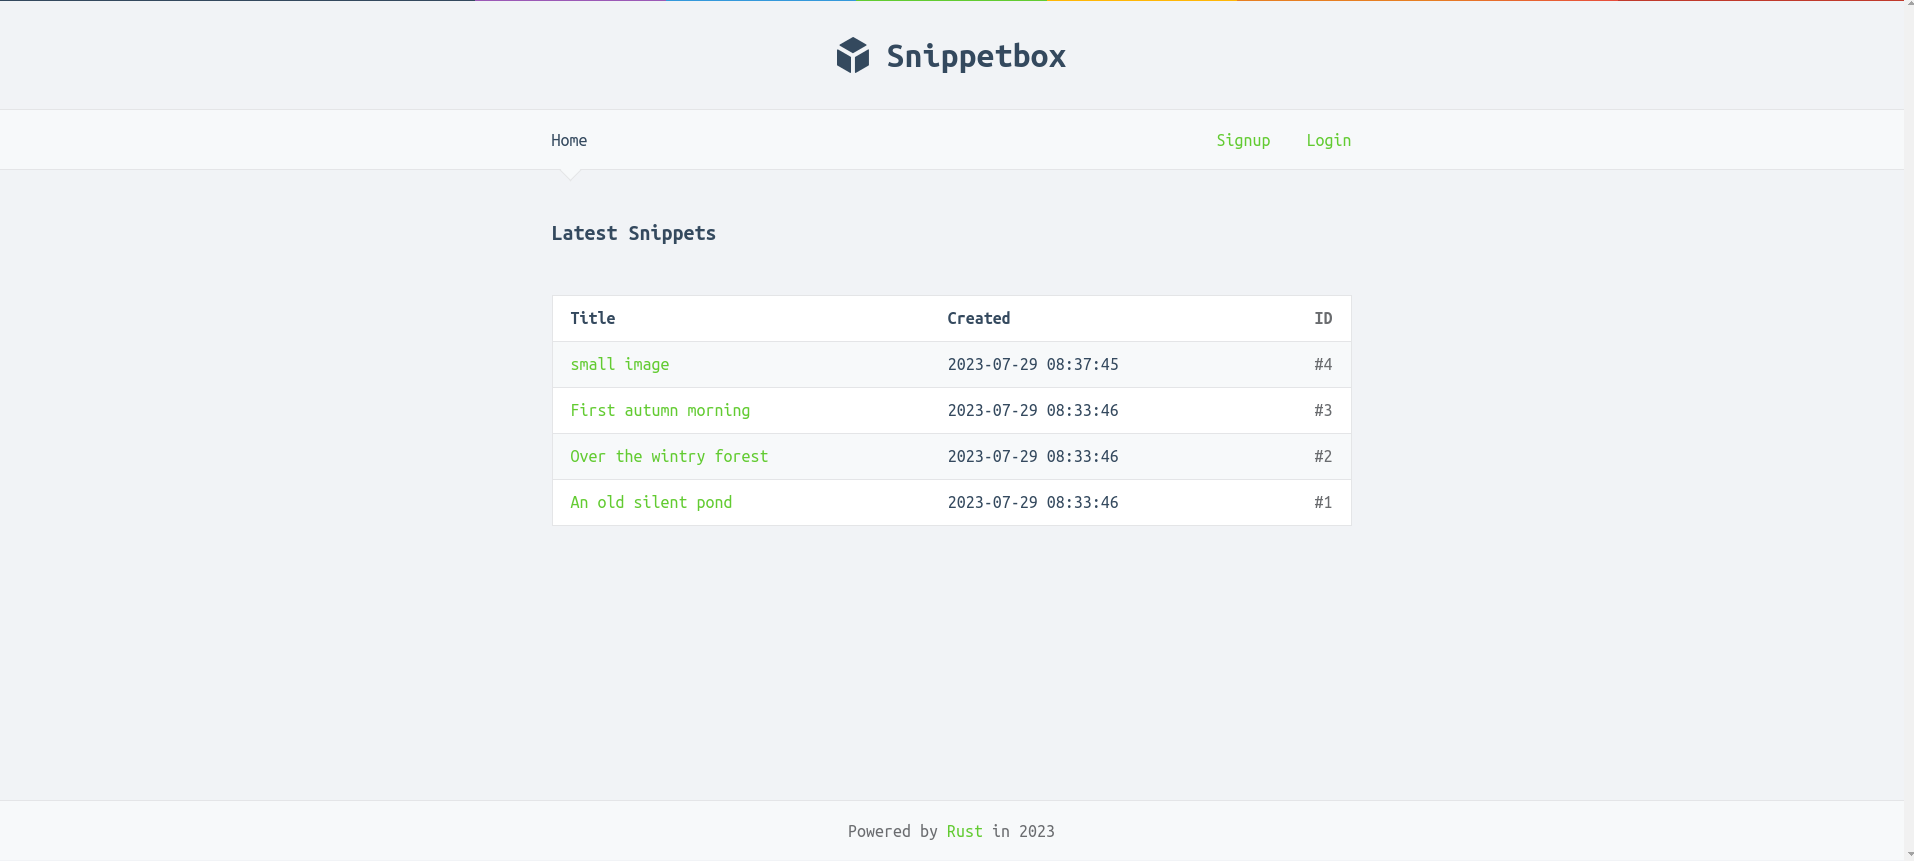 Snippetbox
Home Signup Login
Latest Snippets
Title Created ID
small image 2023-07-29 08:37:45 #4
First autumn morning 2023-07-29 08:33:46 #3
Over the wintry forest 2023-07-29 08:33:46 #2
An old silent pond 2023-07-29 08:33:46 #1
Powered by Rust in 2023